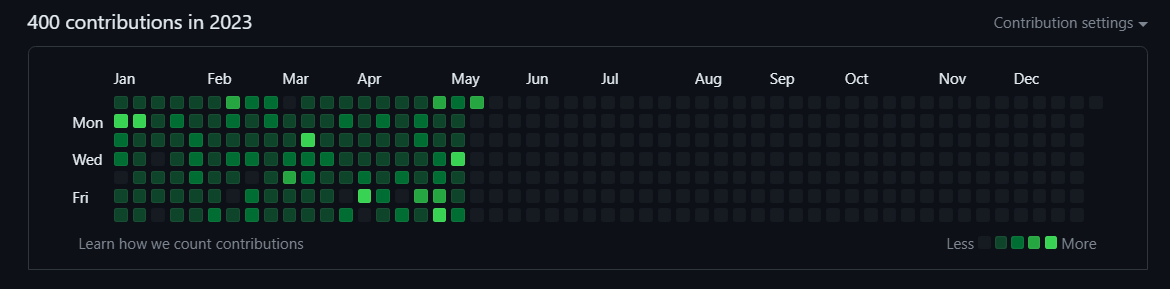 400 contributions in 2023
Contribution settings
Jan Feb Mar Apr May Jun Jul Aug Sep Oct Nov Dec
Mon
Wed
Fri
Learn how we count contributions
Less More